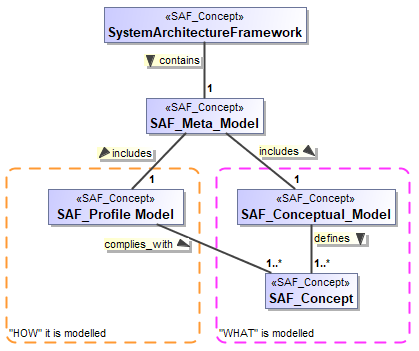 «SAF_Concept»
SystemArchitectureFramework
contains
1
«SAF_Concept»
SAF_Meta_Model
includes
includes
1
1
«SAF_Concept»
SAF_Profile Model
«SAF_Concept»
SAF_Conceptual_Model
complies_with
defines
1..*
1..*
«SAF_Concept»
SAF_Concept
"HOW" it is modelled
"WHAT" is modelled